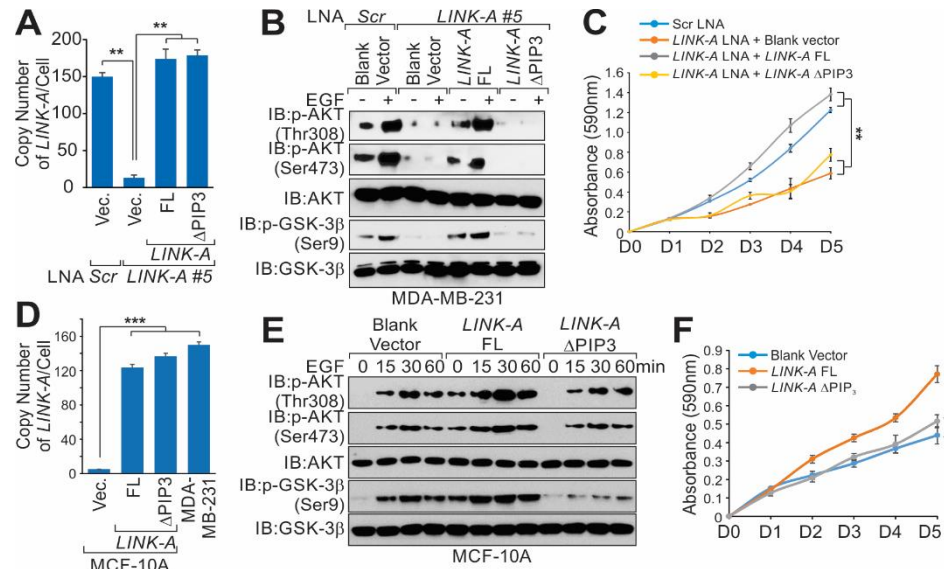 A
Copy Number
of LINK-A/Cell
200
150
100
50
0
**
**
Vec.
Vec.
FL
ΔPIP3
LINK-A
LNA Scr LINK-A #5
B
LNA Scr LINK-A #5
Blank
Vector
Blank
Vector
LINK-A
FL
LINK-A
ΔPIP3
EGF - + - + - + - +
IB:p-AKT
(Thr308)
IB:p-AKT
(Ser473)
IB:AKT
IB:p-GSK-3β
(Ser9)
IB:GSK-3β
MDA-MB-231
C
Scr LNA
LINK-A LNA + Blank vector
LINK-A LNA + LINK-A FL
LINK-A LNA + LINK-A ΔPIP3
Absorbance (590nm)
1.6
1.4
1.2
1.0
0.8
0.6
0.4
0.2
0
**
D0 D1 D2 D3 D4 D5
D
Copy Number
of LINK-A/Cell
160
120
80
40
0
***
Vec.
FL
ΔPIP3
MDA-
MB-231
LINK-A
MCF-10A
E
Blank
Vector
LINK-A
FL
LINK-A
ΔPIP3
EGF 0 15 30 60 0 15 30 60 0 15 30 60min
IB:p-AKT
(Thr308)
IB:p-AKT
(Ser473)
IB:AKT
IB:p-GSK-3β
(Ser9)
IB:GSK-3β
MCF-10A
F
Blank Vector
LINK-A FL
LINK-A ΔPIP₃
Absorbance (590nm)
0.9
0.8
0.7
0.6
0.5
0.4
0.3
0.2
0.1
0
D0 D1 D2 D3 D4 D5